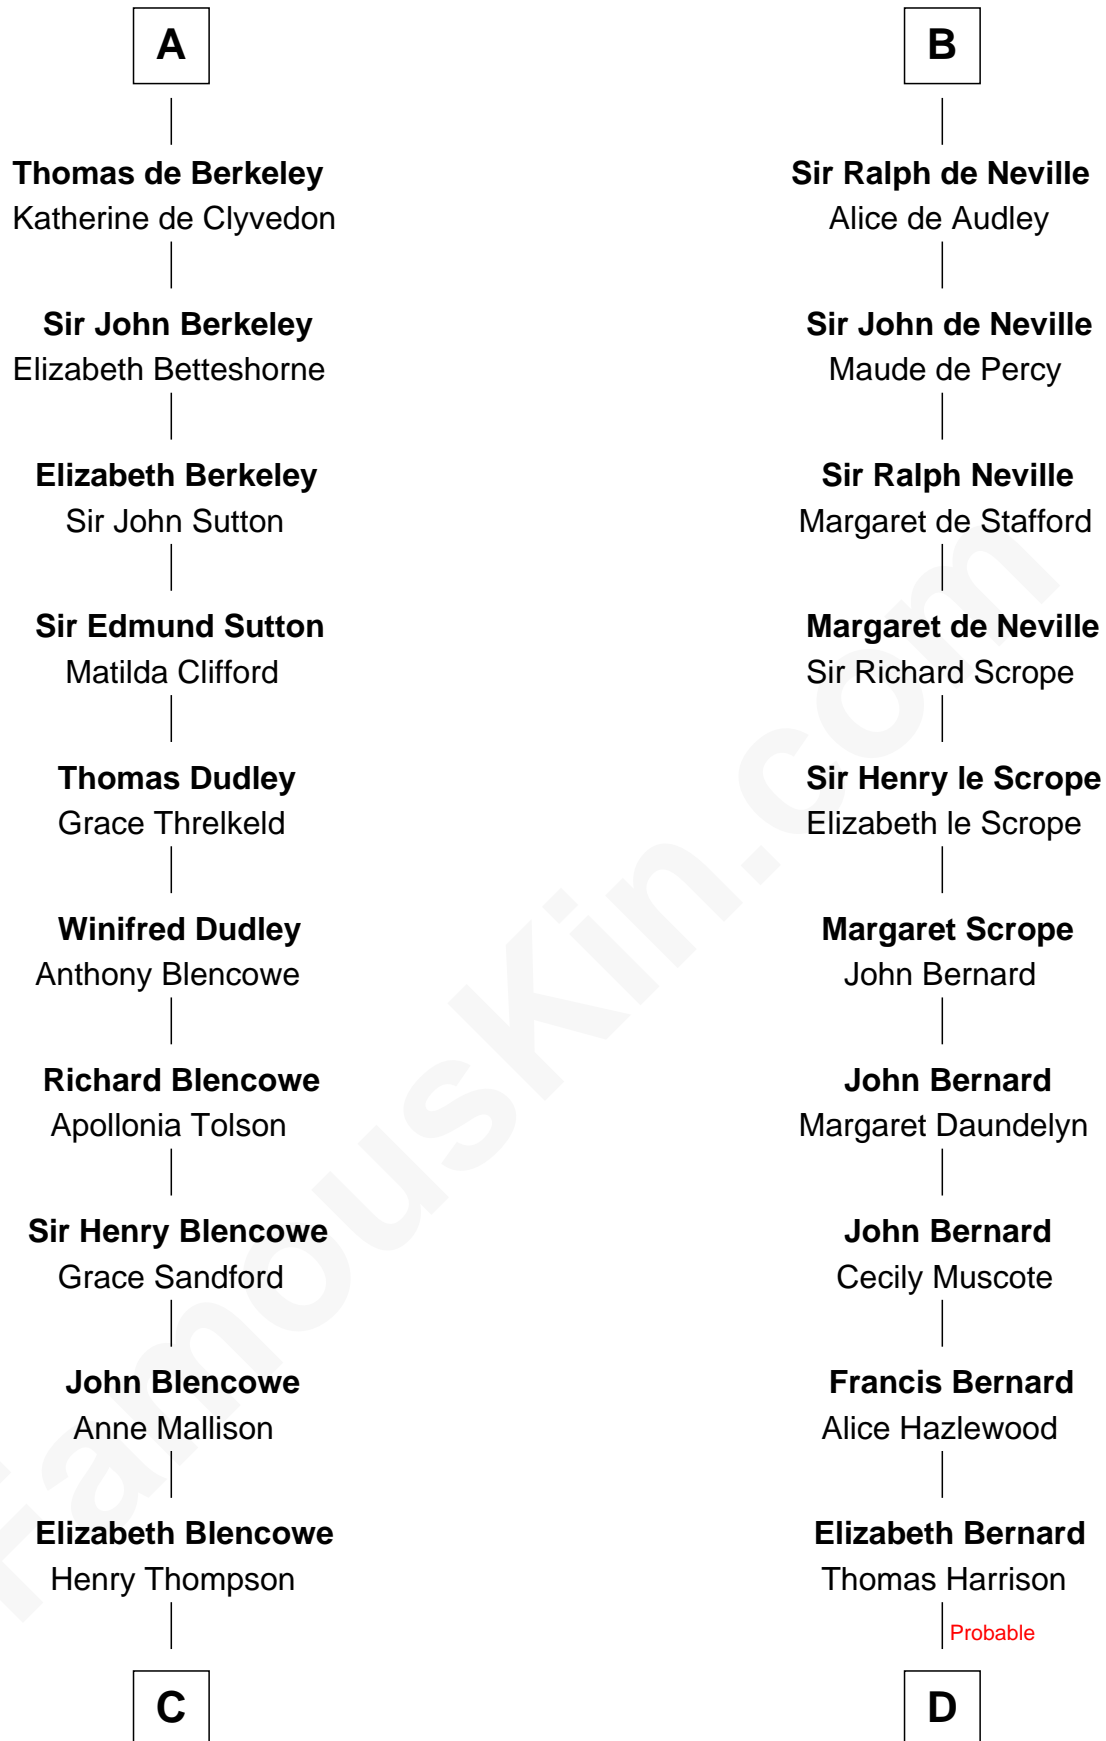 A
Thomas de Berkeley
Katherine de Clyvedon
Sir John Berkeley
Elizabeth Betteshorne
Elizabeth Berkeley
Sir John Sutton
Sir Edmund Sutton
Matilda Clifford
Thomas Dudley
Grace Threlkeld
Winifred Dudley
Anthony Blencowe
Richard Blencowe
Apollonia Tolson
Sir Henry Blencowe
Grace Sandford
John Blencowe
Anne Mallison
Elizabeth Blencowe
Henry Thompson
C
B
Sir Ralph de Neville
Alice de Audley
Sir John de Neville
Maude de Percy
Sir Ralph Neville
Margaret de Stafford
Margaret de Neville
Sir Richard Scrope
Sir Henry le Scrope
Elizabeth le Scrope
Margaret Scrope
John Bernard
John Bernard
Margaret Daundelyn
John Bernard
Cecily Muscote
Francis Bernard
Alice Hazlewood
Elizabeth Bernard
Thomas Harrison
Probable
D
FamousKin.com